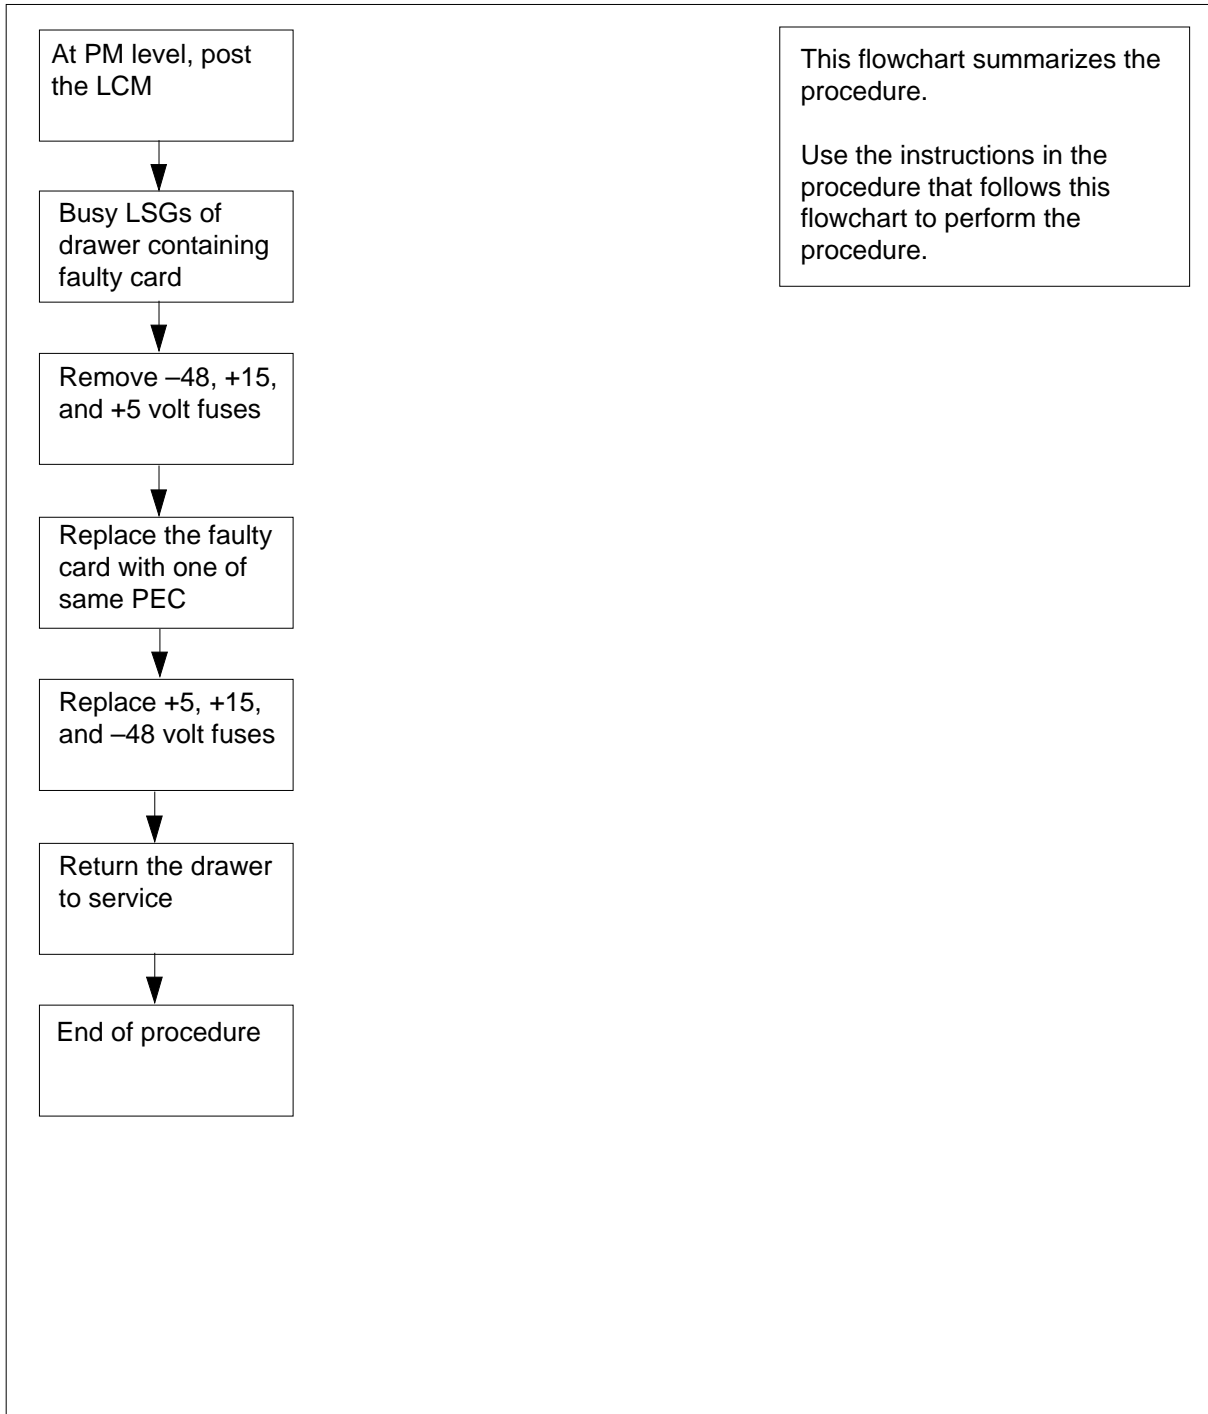 At PM level, post
the LCM
Busy LSGs of
drawer containing
faulty card
Remove –48, +15,
and +5 volt fuses
Replace the faulty
card with one of
same PEC
Replace +5, +15,
and –48 volt fuses
Return the drawer
to service
End of procedure
This flowchart summarizes the
procedure.
Use the instructions in the
procedure that follows this
flowchart to perform the
procedure.